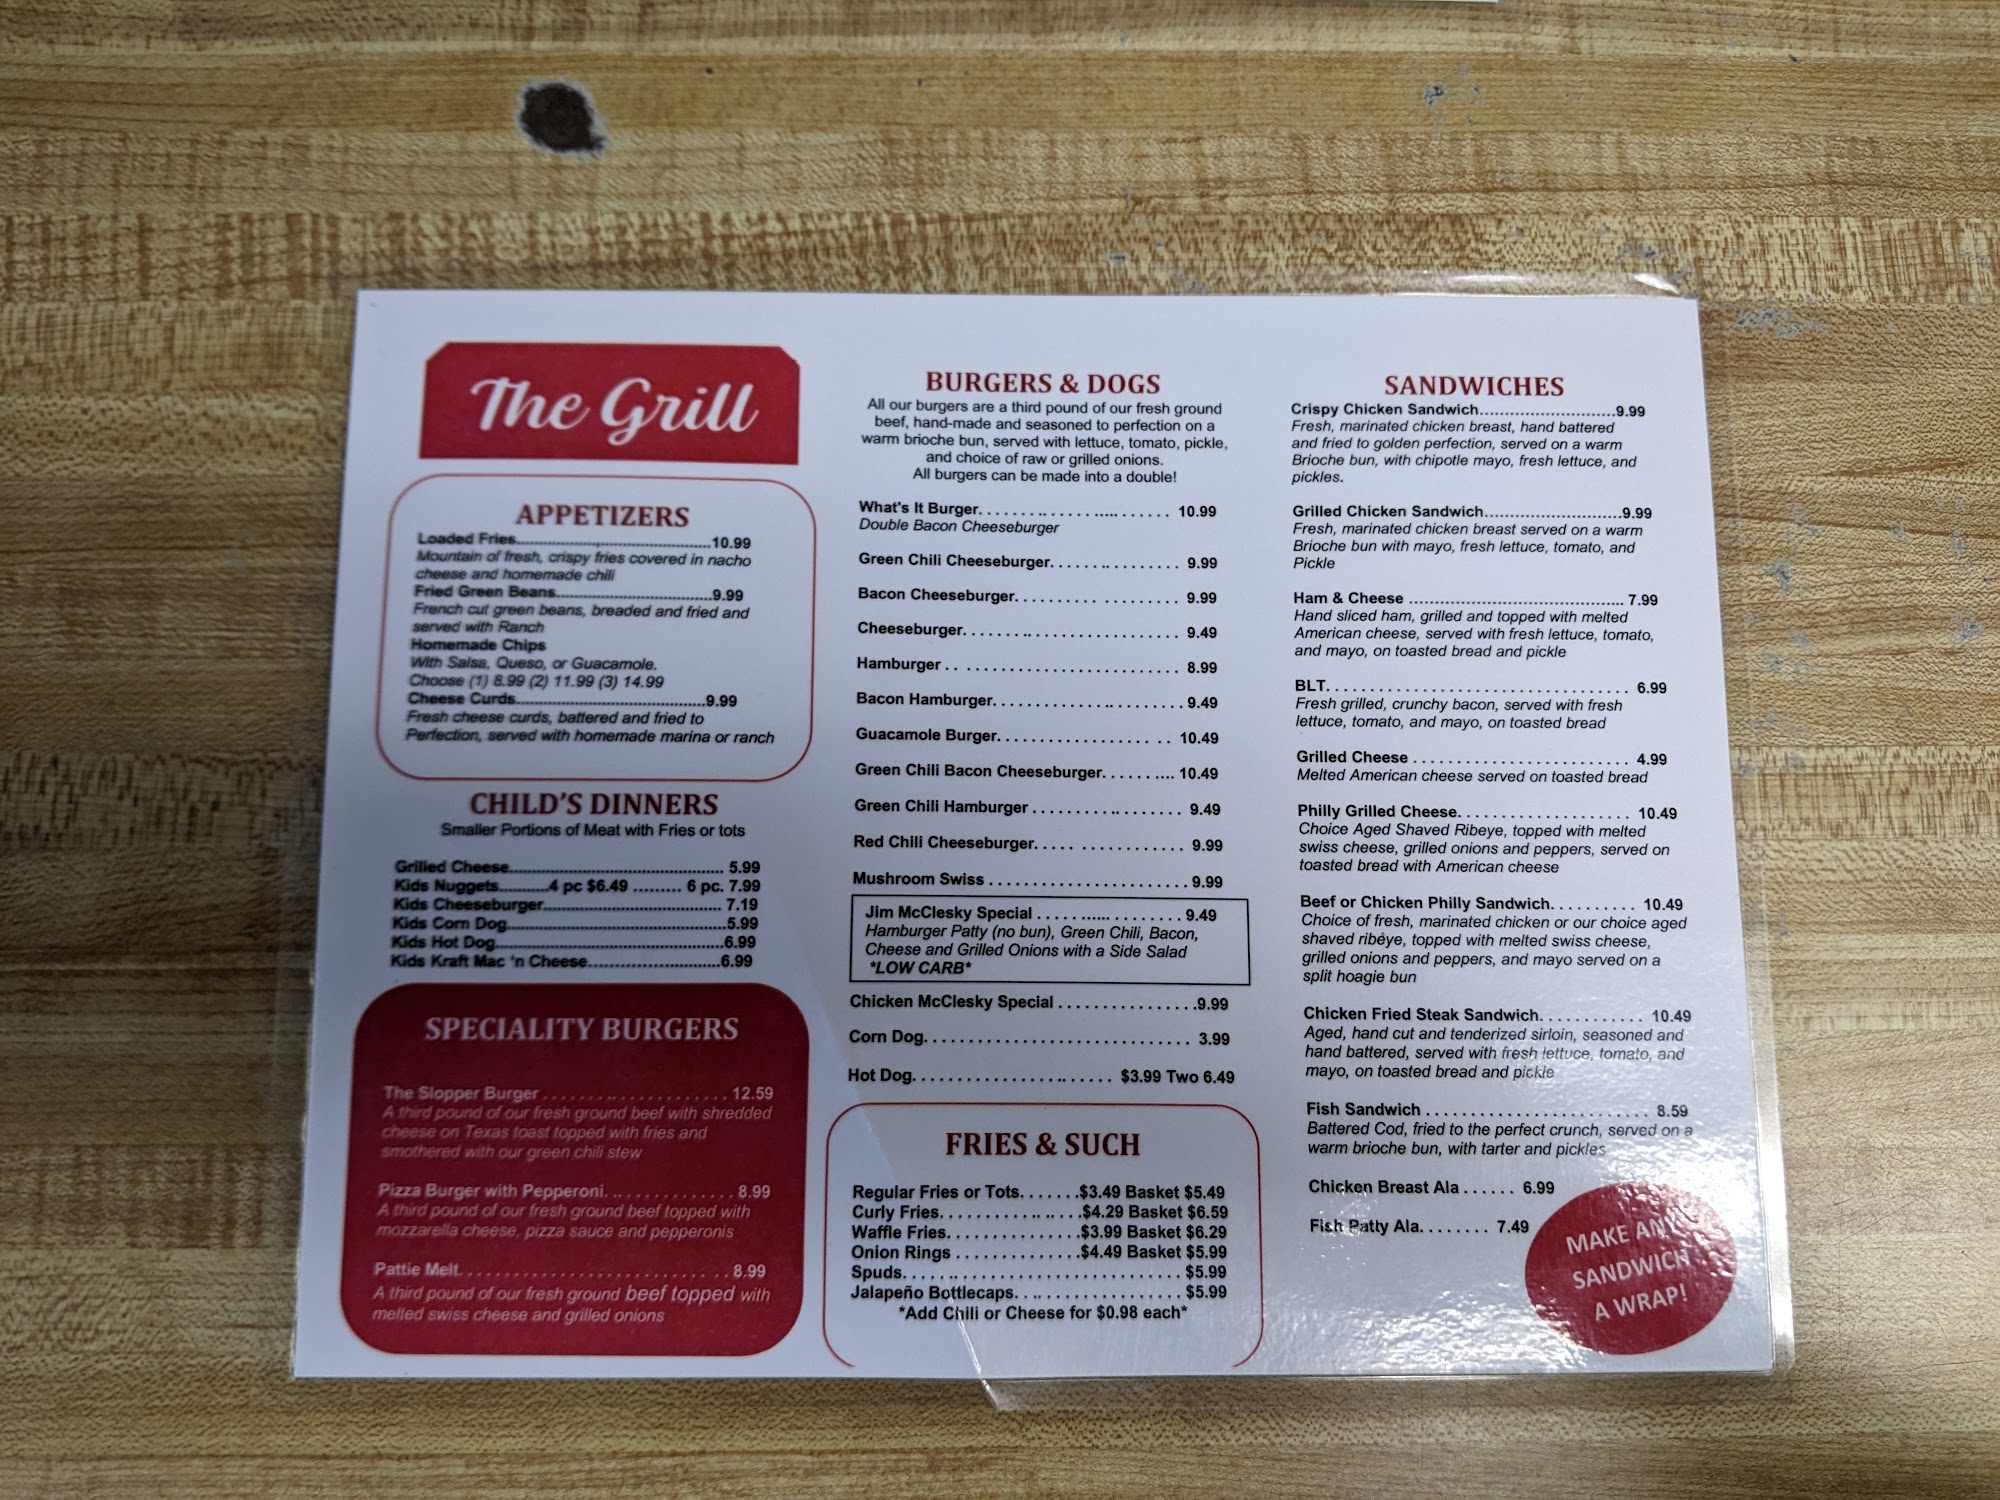 The Grill
APPETIZERS
Loaded Fries.......................................10.99
Mountain of fresh, crispy fries covered in nacho
cheese and homemade chili
Fried Green Beans...............................9.99
French cut green beans, breaded and fried and
served with Ranch
Homemade Chips
With Salsa, Queso, or Guacamole.
Choose (1) 8.99 (2) 11.99 (3) 14.99
Cheese Curds......................................9.99
Fresh cheese curds, battered and fried to
Perfection, served with homemade marina or ranch
CHILD'S DINNERS
Smaller Portions of Meat with Fries or tots
Grilled Cheese........................................... 5.99
Kids Nuggets..........4 pc $6.49 ......... 6 pc. 7.99
Kids Cheeseburger.................................... 7.19
Kids Corn Dog............................................5.99
Kids Hot Dog..............................................6.99
Kids Kraft Mac 'n Cheese...........................6.99
SPECIALITY BURGERS
The Slopper Burger . . . . . . . . . . . . . . . . . . . . . 12.59
A third pound of our fresh ground beef with shredded
cheese on Texas toast topped with fries and
smothered with our green chili stew
Pizza Burger with Pepperoni. . . . . . . . . . . . . . . 8.99
A third pound of our fresh ground beef topped with
mozzarella cheese, pizza sauce and pepperonis
Pattie Melt. . . . . . . . . . . . . . . . . . . . . . . . . . . . . 8.99
A third pound of our fresh ground beef topped with
melted swiss cheese and grilled onions
BURGERS & DOGS
All our burgers are a third pound of our fresh ground
beef, hand-made and seasoned to perfection on a
warm brioche bun, served with lettuce, tomato, pickle,
and choice of raw or grilled onions.
All burgers can be made into a double!
What's It Burger. . . . . . . . . . . . . ..... . . . . . . 10.99
Double Bacon Cheeseburger
Green Chili Cheeseburger. . . . . . .. . . . . . . . . 9.99
Bacon Cheeseburger. . . . . . . . . . . . . . . . . . . 9.99
Cheeseburger. . . . . . . .. . . . . . . . . . . . . . . . . 9.49
Hamburger . . . . . . . . . . . . . . . . . . . . . . . . . . . 8.99
Bacon Hamburger. . . . . . . . . . . . . .. . . . . . . . 9.49
Guacamole Burger. . . . . . . . . . . . . . . . . . . .. 10.49
Green Chili Bacon Cheeseburger. . . . . . .... 10.49
Green Chili Hamburger . . . . . . . . . .. . . . . . . . 9.49
Red Chili Cheeseburger. . . . . . . . . . . . . . . . . 9.99
Mushroom Swiss . . . . . . . . . . . . . . . . . . . . . . . 9.99
Jim McClesky Special . . . . . ...... . . . . . . . . . 9.49
Hamburger Patty (no bun), Green Chili, Bacon,
Cheese and Grilled Onions with a Side Salad
*LOW CARB*
Chicken McClesky Special . . . . . . . . . . . . . . . .9.99
Corn Dog. . . . . . . . . . . . . . . . . . . . . . . . . . . . . . 3.99
Hot Dog. . . . . . . . . . . . . . . . . .. . . . . . . $3.99 Two 6.49
FRIES & SUCH
Regular Fries or Tots. . . . . . .$3.49 Basket $5.49
Curly Fries. . . . . . . . . . . .. . . . .$4.29 Basket $6.59
Waffle Fries. . . . . . . . . . . . . . .$3.99 Basket $6.29
Onion Rings . . . . . . . . . . . . . .$4.49 Basket $5.99
Spuds. . . . . .. . . . . . . . . . . . . . . . . . . . . . . . . . $5.99
Jalapeño Bottlecaps. . .. . . . . . . . . . . . . . . . . $5.99
*Add Chili or Cheese for $0.98 each*
SANDWICHES
Crispy Chicken Sandwich...........................9.99
Fresh, marinated chicken breast, hand battered
and fried to golden perfection, served on a warm
Brioche bun, with chipotle mayo, fresh lettuce, and
pickles.
Grilled Chicken Sandwich...........................9.99
Fresh, marinated chicken breast served on a warm
Brioche bun with mayo, fresh lettuce, tomato, and
Pickle
Ham & Cheese ........................................... 7.99
Hand sliced ham, grilled and topped with melted
American cheese, served with fresh lettuce, tomato,
and mayo, on toasted bread and pickle
BLT. . . . . . . . . . . . . . . . . . . . . . . . . . . . . . . . . . 6.99
Fresh grilled, crunchy bacon, served with fresh
lettuce, tomato, and mayo, on toasted bread
Grilled Cheese . . . . . . . . . . . . . . . . . . . . . . . . 4.99
Melted American cheese served on toasted bread
Philly Grilled Cheese. . . . . . . . . . . . . . . . . . . . 10.49
Choice Aged Shaved Ribeye, topped with melted
swiss cheese, grilled onions and peppers, served on
toasted bread with American cheese
Beef or Chicken Philly Sandwich. . . . . . . . . . 10.49
Choice of fresh, marinated chicken or our choice aged
shaved ribeye, topped with melted swiss cheese,
grilled onions and peppers, and mayo served on a
split hoagie bun
Chicken Fried Steak Sandwich. . . . . . . . . . . . 10.49
Aged, hand cut and tenderized sirloin, seasoned and
hand battered, served with fresh lettuce, tomato, and
mayo, on toasted bread and pickle
Fish Sandwich . . . . . . . . . . . . . . . . . . . . . . . . . 8.59
Battered Cod, fried to the perfect crunch, served on a
warm brioche bun, with tarter and pickles
Chicken Breast Ala . . . . . . 6.99
Fish Patty Ala. . . . . . . . 7.49
MAKE ANY
SANDWICH
A WRAP!